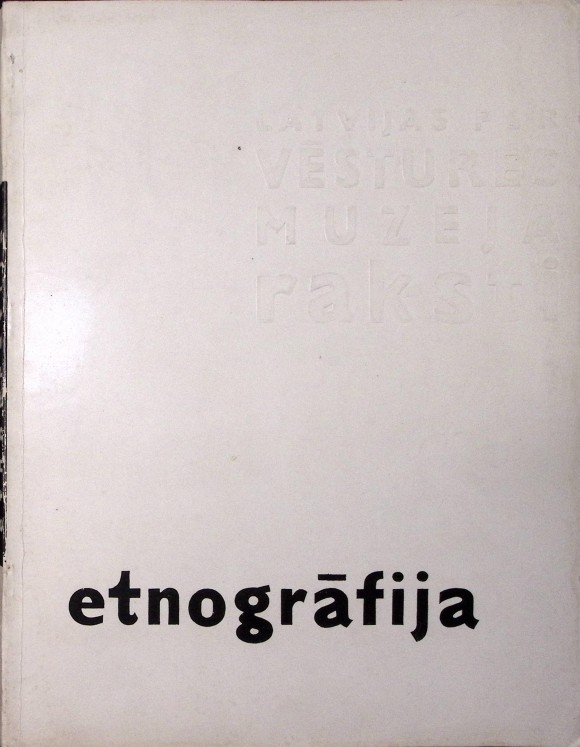 LATVIJAS PSR
VĒSTURES
MUZEJA
raksti
etnogrāfija